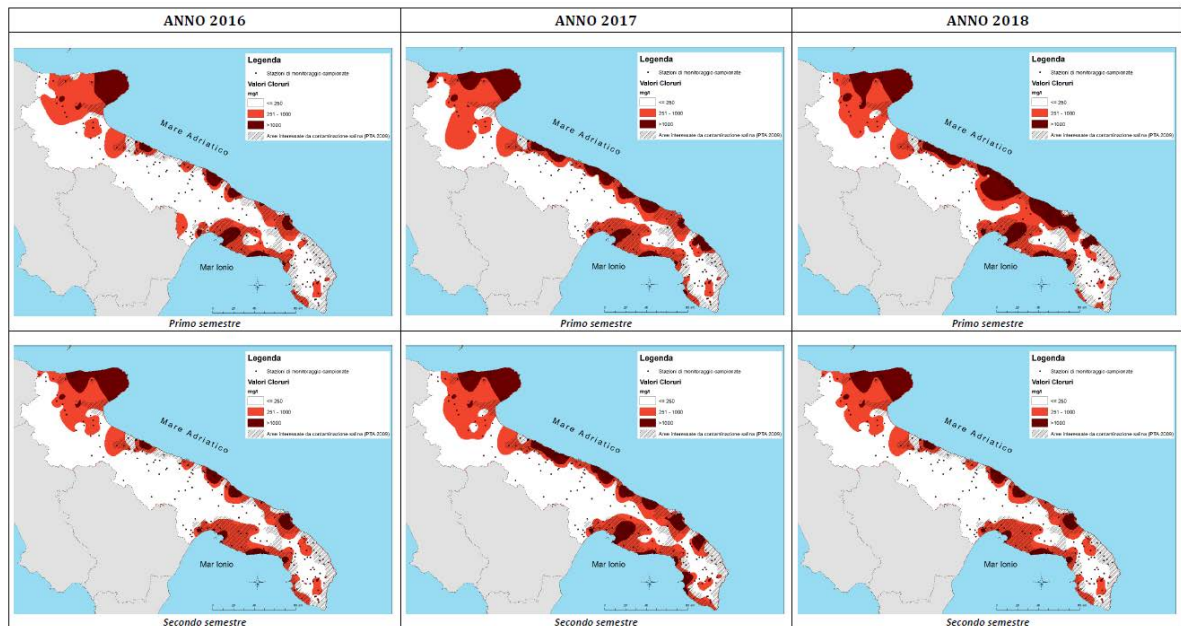 ANNO 2016
ANNO 2017
ANNO 2018
Legenda
Stazioni di monitoraggio campionate
Valori Cloruri
mg/l
<= 250
251 - 1000
>1000
Aree interessate da contaminazione salina (PTA 2009)
Mare Adriatico
Mar Ionio
Primo semestre
Legenda
Stazioni di monitoraggio campionate
Valori Cloruri
mg/l
<= 250
251 - 1000
>1000
Aree interessate da contaminazione salina (PTA 2009)
Mare Adriatico
Mar Ionio
Primo semestre
Legenda
Stazioni di monitoraggio campionate
Valori Cloruri
mg/l
<= 250
251 - 1000
>1000
Aree interessate da contaminazione salina (PTA 2009)
Mare Adriatico
Mar Ionio
Primo semestre
Legenda
Stazioni di monitoraggio campionate
Valori Cloruri
mg/l
<= 250
251 - 1000
>1000
Aree interessate da contaminazione salina (PTA 2009)
Mare Adriatico
Mar Ionio
Secondo semestre
Legenda
Stazioni di monitoraggio campionate
Valori Cloruri
mg/l
<= 250
251 - 1000
>1000
Aree interessate da contaminazione salina (PTA 2009)
Mare Adriatico
Mar Ionio
Secondo semestre
Legenda
Stazioni di monitoraggio campionate
Valori Cloruri
mg/l
<= 250
251 - 1000
>1000
Aree interessate da contaminazione salina (PTA 2009)
Mare Adriatico
Mar Ionio
Secondo semestre